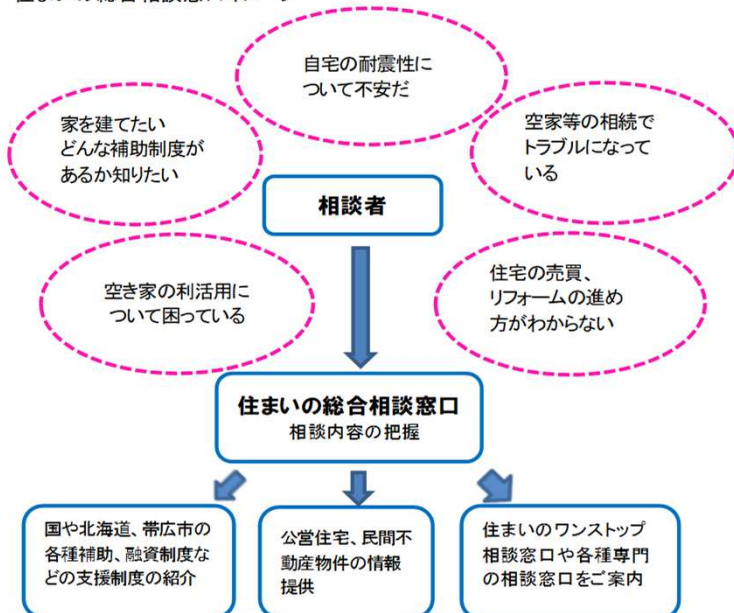 自宅の耐震性に
ついて不安だ
家を建てたい
どんな補助制度が
あるか知りたい
空家等の相続で
トラブルになって
いる
相談者
空き家の利活用に
ついて困っている
住宅の売買、
リフォームの進め
方がわからない
住まいの総合相談窓口
相談内容の把握
国や北海道、帯広市の
各種補助、融資制度な
どの支援制度の紹介
公営住宅、民間不
動産物件の情報
提供
住まいのワンストップ
相談窓口や各種専門
の相談窓口をご案内